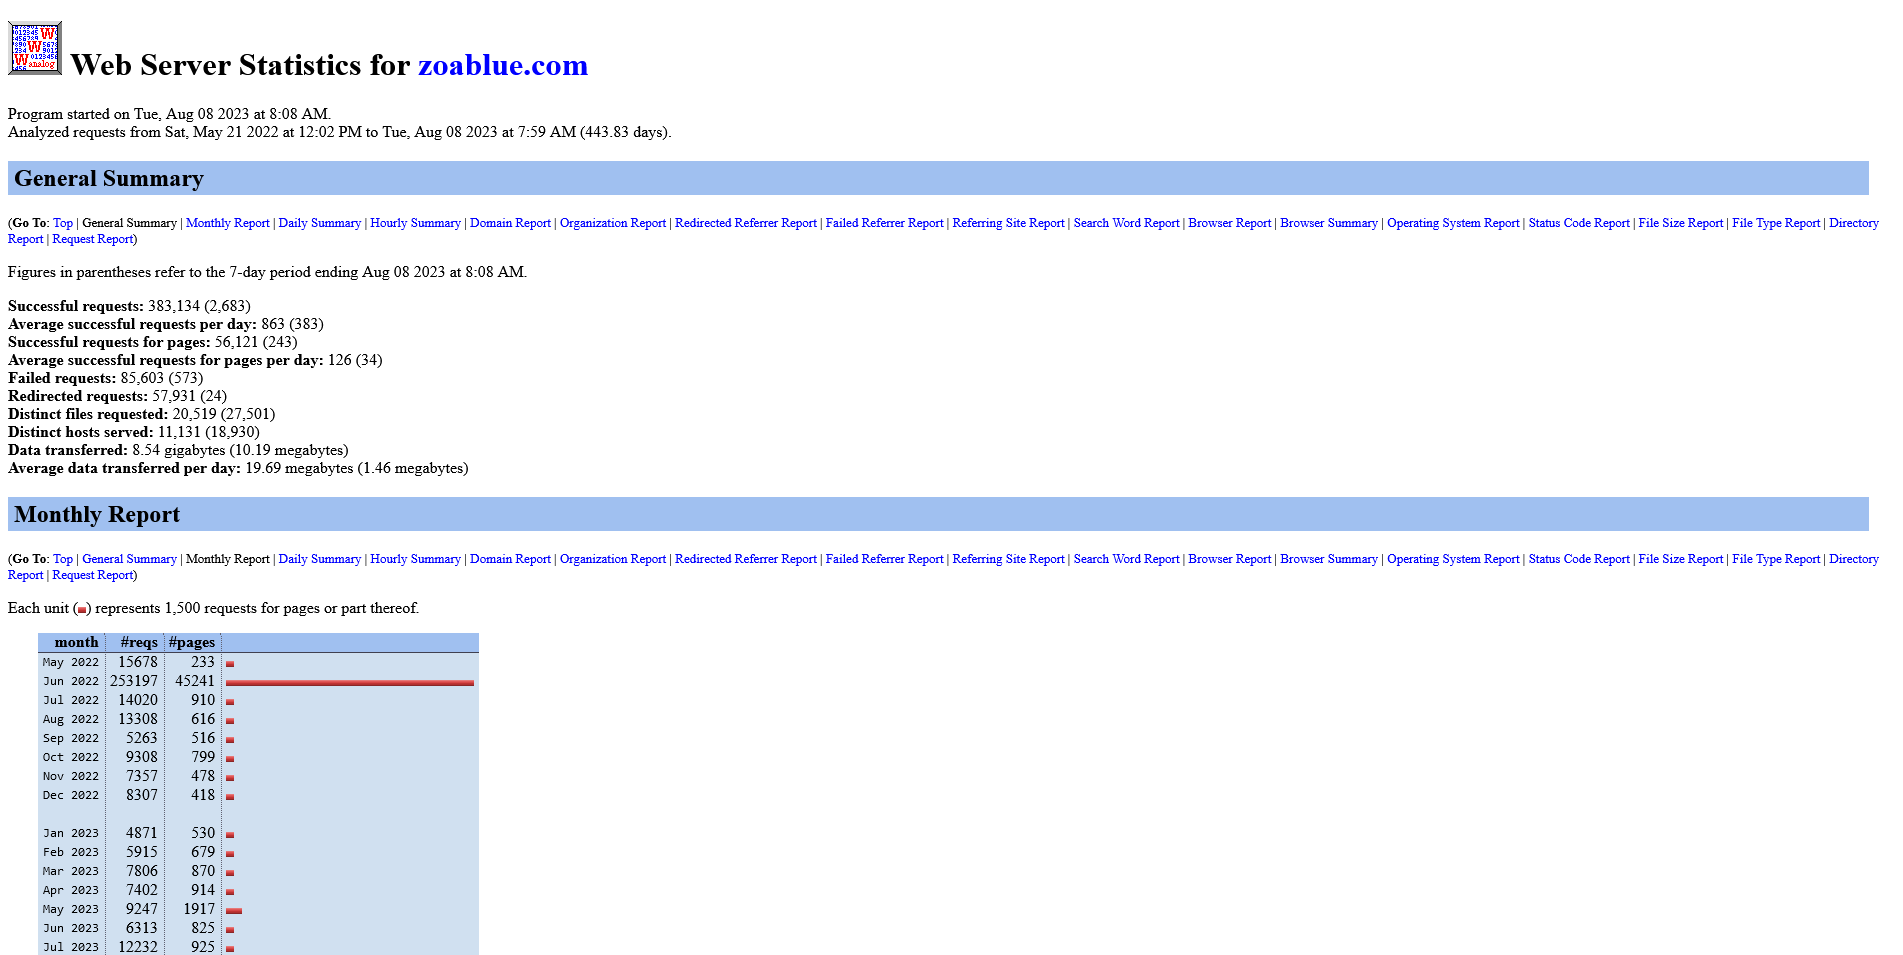 Web Server Statistics for zoablue.com
Program started on Tue, Aug 08 2023 at 8:08 AM.
Analyzed requests from Sat, May 21 2022 at 12:02 PM to Tue, Aug 08 2023 at 7:59 AM (443.83 days).
General Summary
(Go To: Top | General Summary | Monthly Report | Daily Summary | Hourly Summary | Domain Report | Organization Report | Redirected Referrer Report | Failed Referrer Report | Referring Site Report | Search Word Report | Browser Report | Browser Summary | Operating System Report | Status Code Report | File Size Report | File Type Report | Directory
Report | Request Report)
Figures in parentheses refer to the 7-day period ending Aug 08 2023 at 8:08 AM.
Successful requests: 383,134 (2,683)
Average successful requests per day: 863 (383)
Successful requests for pages: 56,121 (243)
Average successful requests for pages per day: 126 (34)
Failed requests: 85,603 (573)
Redirected requests: 57,931 (24)
Distinct files requested: 20,519 (27,501)
Distinct hosts served: 11,131 (18,930)
Data transferred: 8.54 gigabytes (10.19 megabytes)
Average data transferred per day: 19.69 megabytes (1.46 megabytes)
Monthly Report
(Go To: Top | General Summary | Monthly Report | Daily Summary | Hourly Summary | Domain Report | Organization Report | Redirected Referrer Report | Failed Referrer Report | Referring Site Report | Search Word Report | Browser Report | Browser Summary | Operating System Report | Status Code Report | File Size Report | File Type Report | Directory
Report | Request Report)
Each unit ( ) represents 1,500 requests for pages or part thereof.
month #reqs #pages
May 2022 15678 233
Jun 2022 253197 45241
Jul 2022 14020 910
Aug 2022 13308 616
Sep 2022 5263 516
Oct 2022 9308 799
Nov 2022 7357 478
Dec 2022 8307 418
Jan 2023 4871 530
Feb 2023 5915 679
Mar 2023 7806 870
Apr 2023 7402 914
May 2023 9247 1917
Jun 2023 6313 825
Jul 2023 12232 925